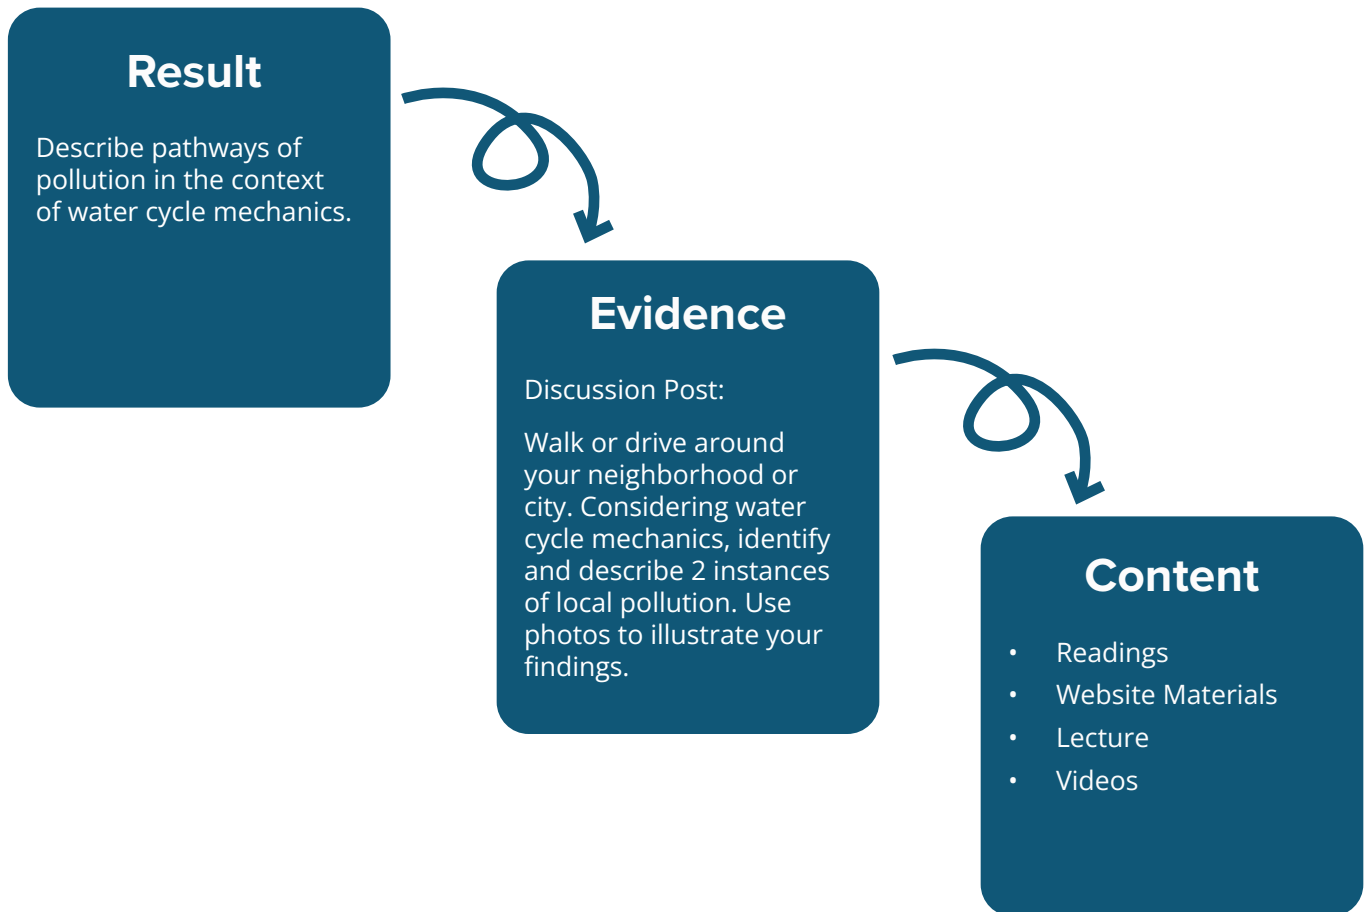 Result
Describe pathways of
pollution in the context
of water cycle mechanics.
Evidence
Discussion Post:
Walk or drive around
your neighborhood or
city. Considering water
cycle mechanics, identify
and describe 2 instances
of local pollution. Use
photos to illustrate your
findings.
Content
• Readings
• Website Materials
• Lecture
• Videos